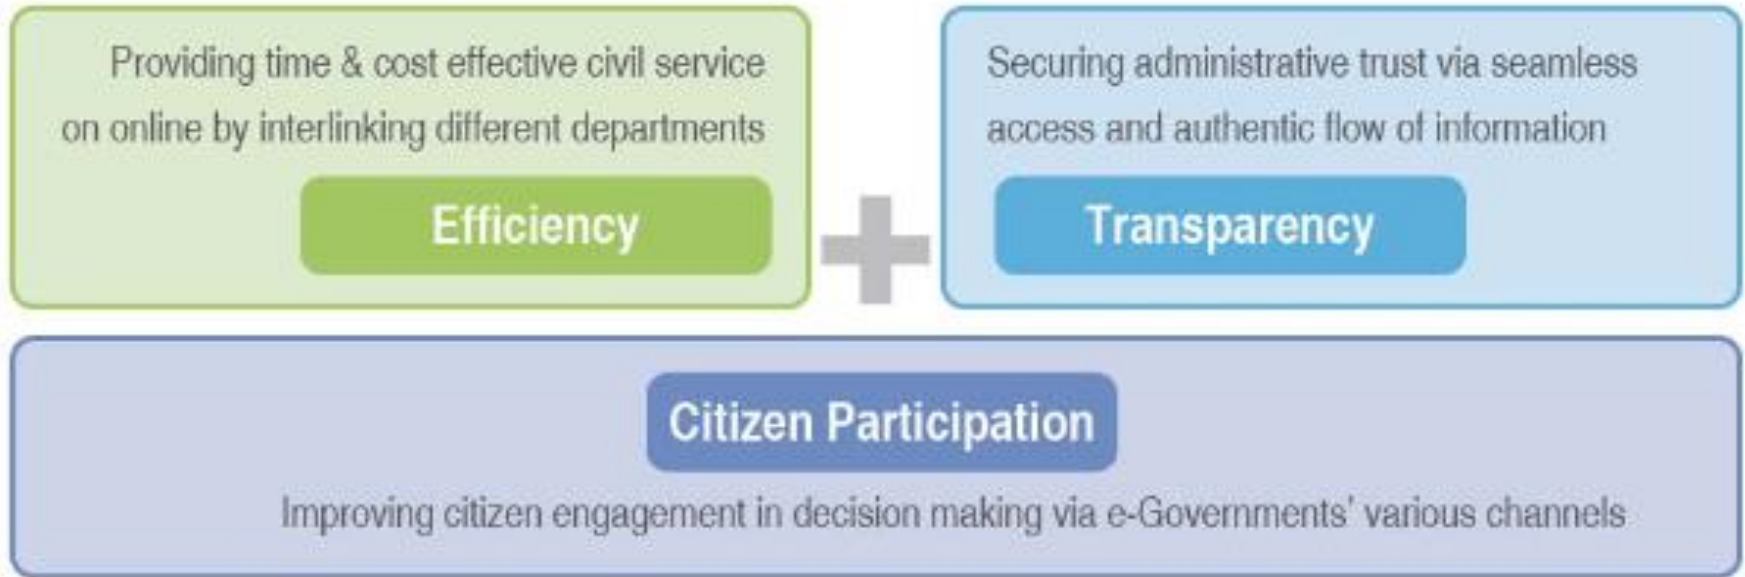 Providing time & cost effective civil service
on online by interlinking different departments
Efficiency
Securing administrative trust via seamless
access and authentic flow of information
Transparency
Citizen Participation
Improving citizen engagement in decision making via e-Governments' various channels